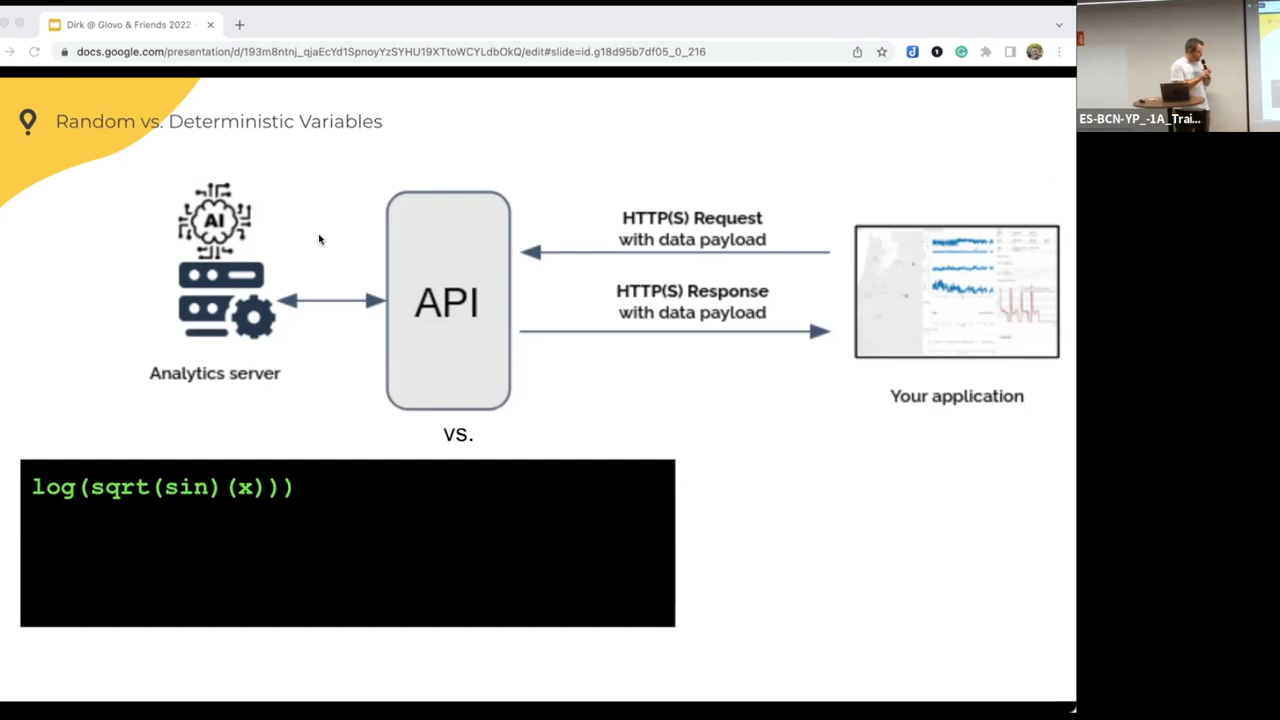 Dirk @ Glovo & Friends 2022 -
docs.google.com/presentation/d/193m8ntnj_qjaEcYd1SpnoyYzSYHU19XTtoWCYLdbOkQ/edit#slide=id.g18d95b7df05_0_216
ES-BCN-YP_-1A_Trai...
Random vs. Deterministic Variables
AI
Analytics server
API
HTTP(S) Request
with data payload
HTTP(S) Response
with data payload
Your application
vs.
log(sqrt(sin)(x)))